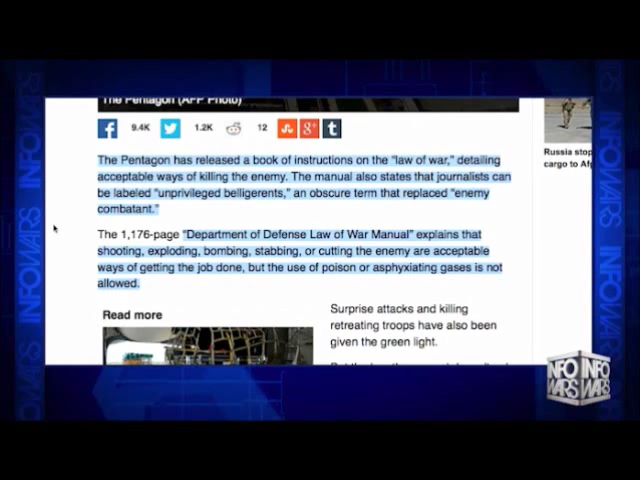 The Pentagon (AFP Photo)
9.4K
1.2K
12
The Pentagon has released a book of instructions on the “law of war,” detailing
acceptable ways of killing the enemy. The manual also states that journalists can
be labeled “unprivileged belligerents,” an obscure term that replaced “enemy
combatant.”
The 1,176-page “Department of Defense Law of War Manual” explains that
shooting, exploding, bombing, stabbing, or cutting the enemy are acceptable
ways of getting the job done, but the use of poison or asphyxiating gases is not
allowed.
Read more
Surprise attacks and killing
retreating troops have also been
given the green light.
Russia stop
cargo to Af
INFOWARS
INFOWARS
INFO
WARS
INFO
WARS